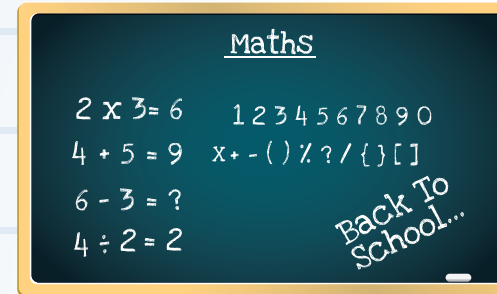 Maths
2 x 3= 6
4 + 5 = 9
6 - 3 = ?
4 ÷ 2 = 2
1 2 3 4 5 6 7 8 9 0
x + - ( ) % ? / { } [ ]
Back To
School...